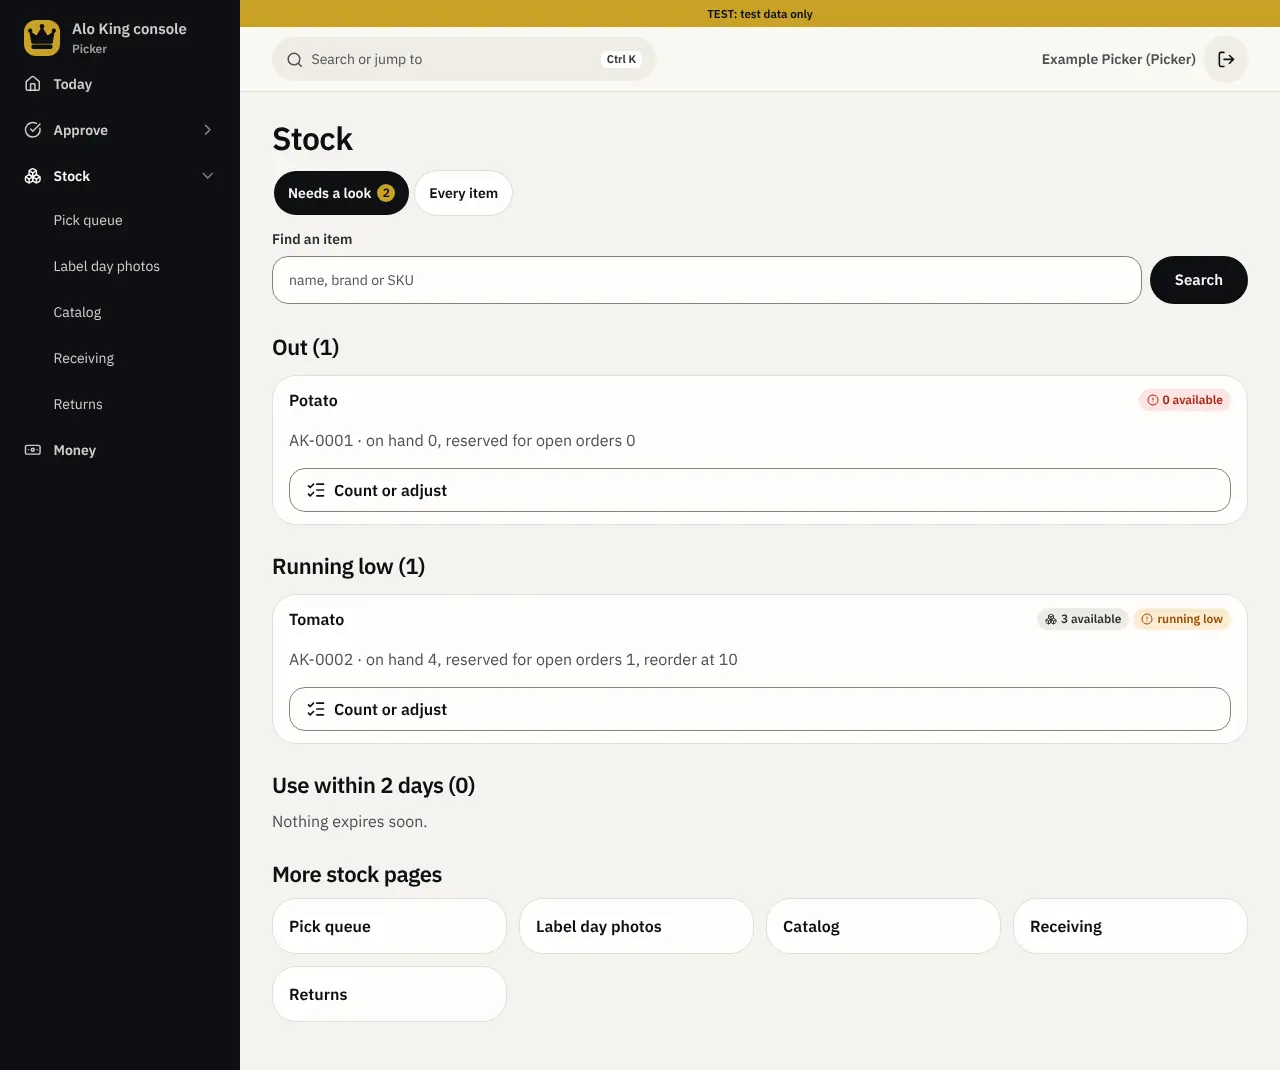 Alo King console
Picker
Today
Approve
Stock
Pick queue
Label day photos
Catalog
Receiving
Returns
Money
TEST: test data only
Search or jump to
Ctrl K
Example Picker (Picker)
Stock
Needs a look 2
Every item
Find an item
name, brand or SKU
Search
Out (1)
Potato
0 available
AK-0001 · on hand 0, reserved for open orders 0
Count or adjust
Running low (1)
Tomato
3 available
running low
AK-0002 · on hand 4, reserved for open orders 1, reorder at 10
Count or adjust
Use within 2 days (0)
Nothing expires soon.
More stock pages
Pick queue
Label day photos
Catalog
Receiving
Returns